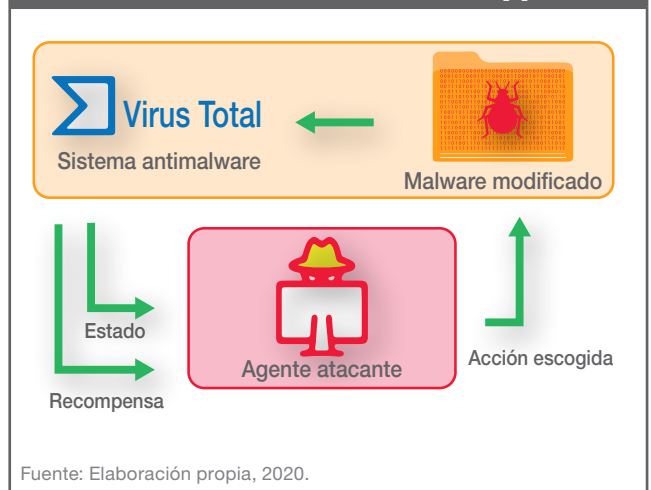 Virus Total
Sistema antimalware
Malware modificado
Estado
Agente atacante
Acción escogida
Recompensa
Fuente: Elaboración propia, 2020.